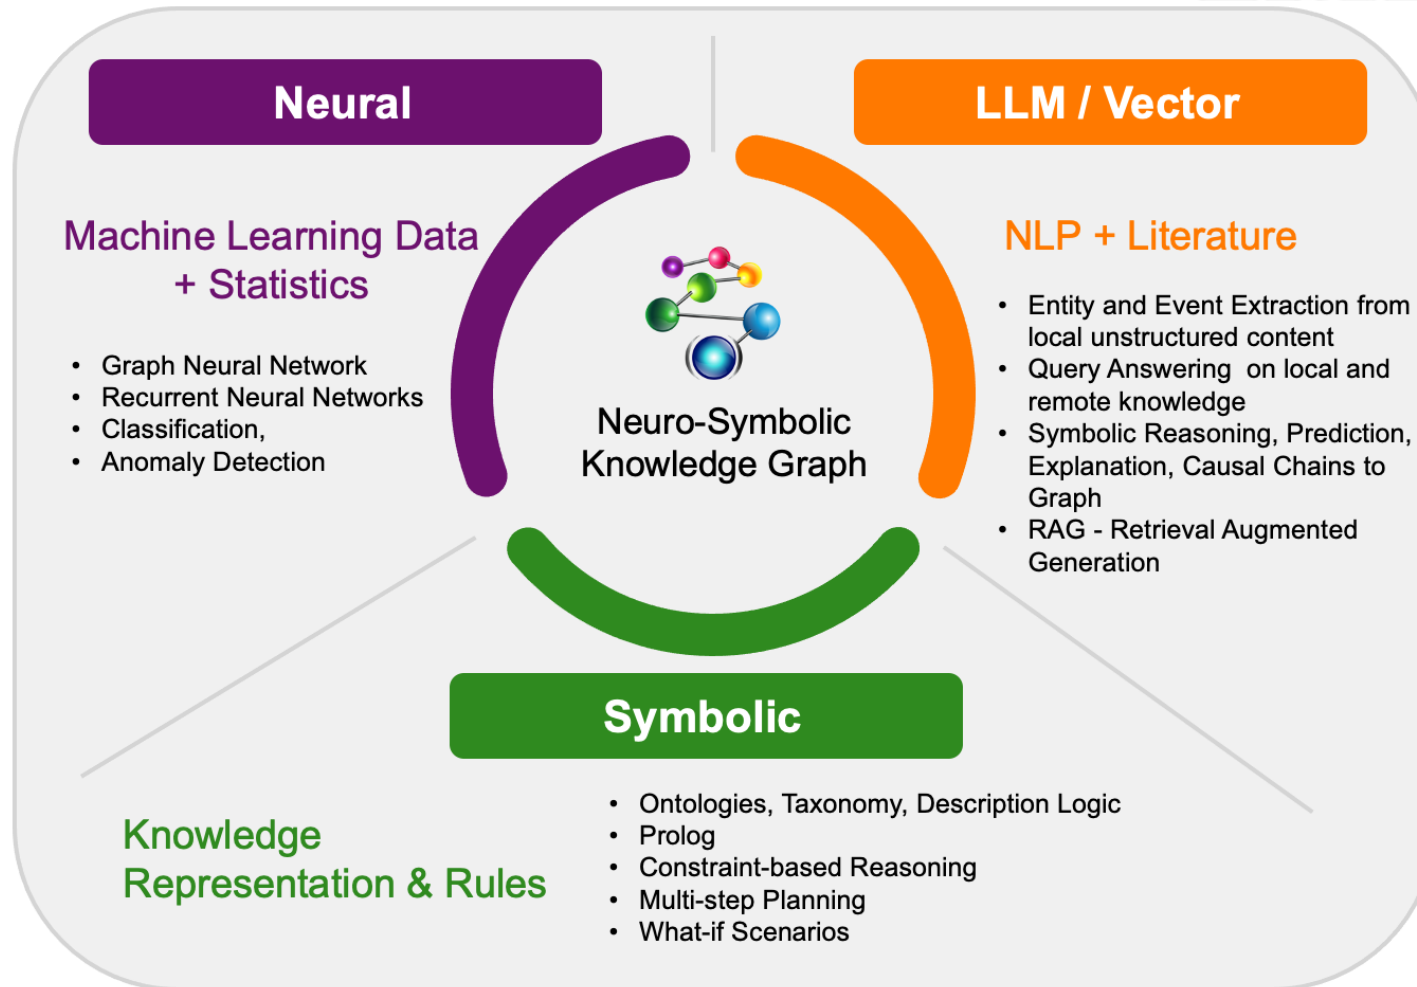 Neural
LLM / Vector
Machine Learning Data
+ Statistics
• Graph Neural Network
• Recurrent Neural Networks
• Classification,
• Anomaly Detection
Neuro-Symbolic
Knowledge Graph
NLP + Literature
• Entity and Event Extraction from
local unstructured content
• Query Answering  on local and
remote knowledge
• Symbolic Reasoning, Prediction,
Explanation, Causal Chains to
Graph
• RAG - Retrieval Augmented
Generation
Symbolic
Knowledge
Representation & Rules
• Ontologies, Taxonomy, Description Logic
• Prolog
• Constraint-based Reasoning
• Multi-step Planning
• What-if Scenarios